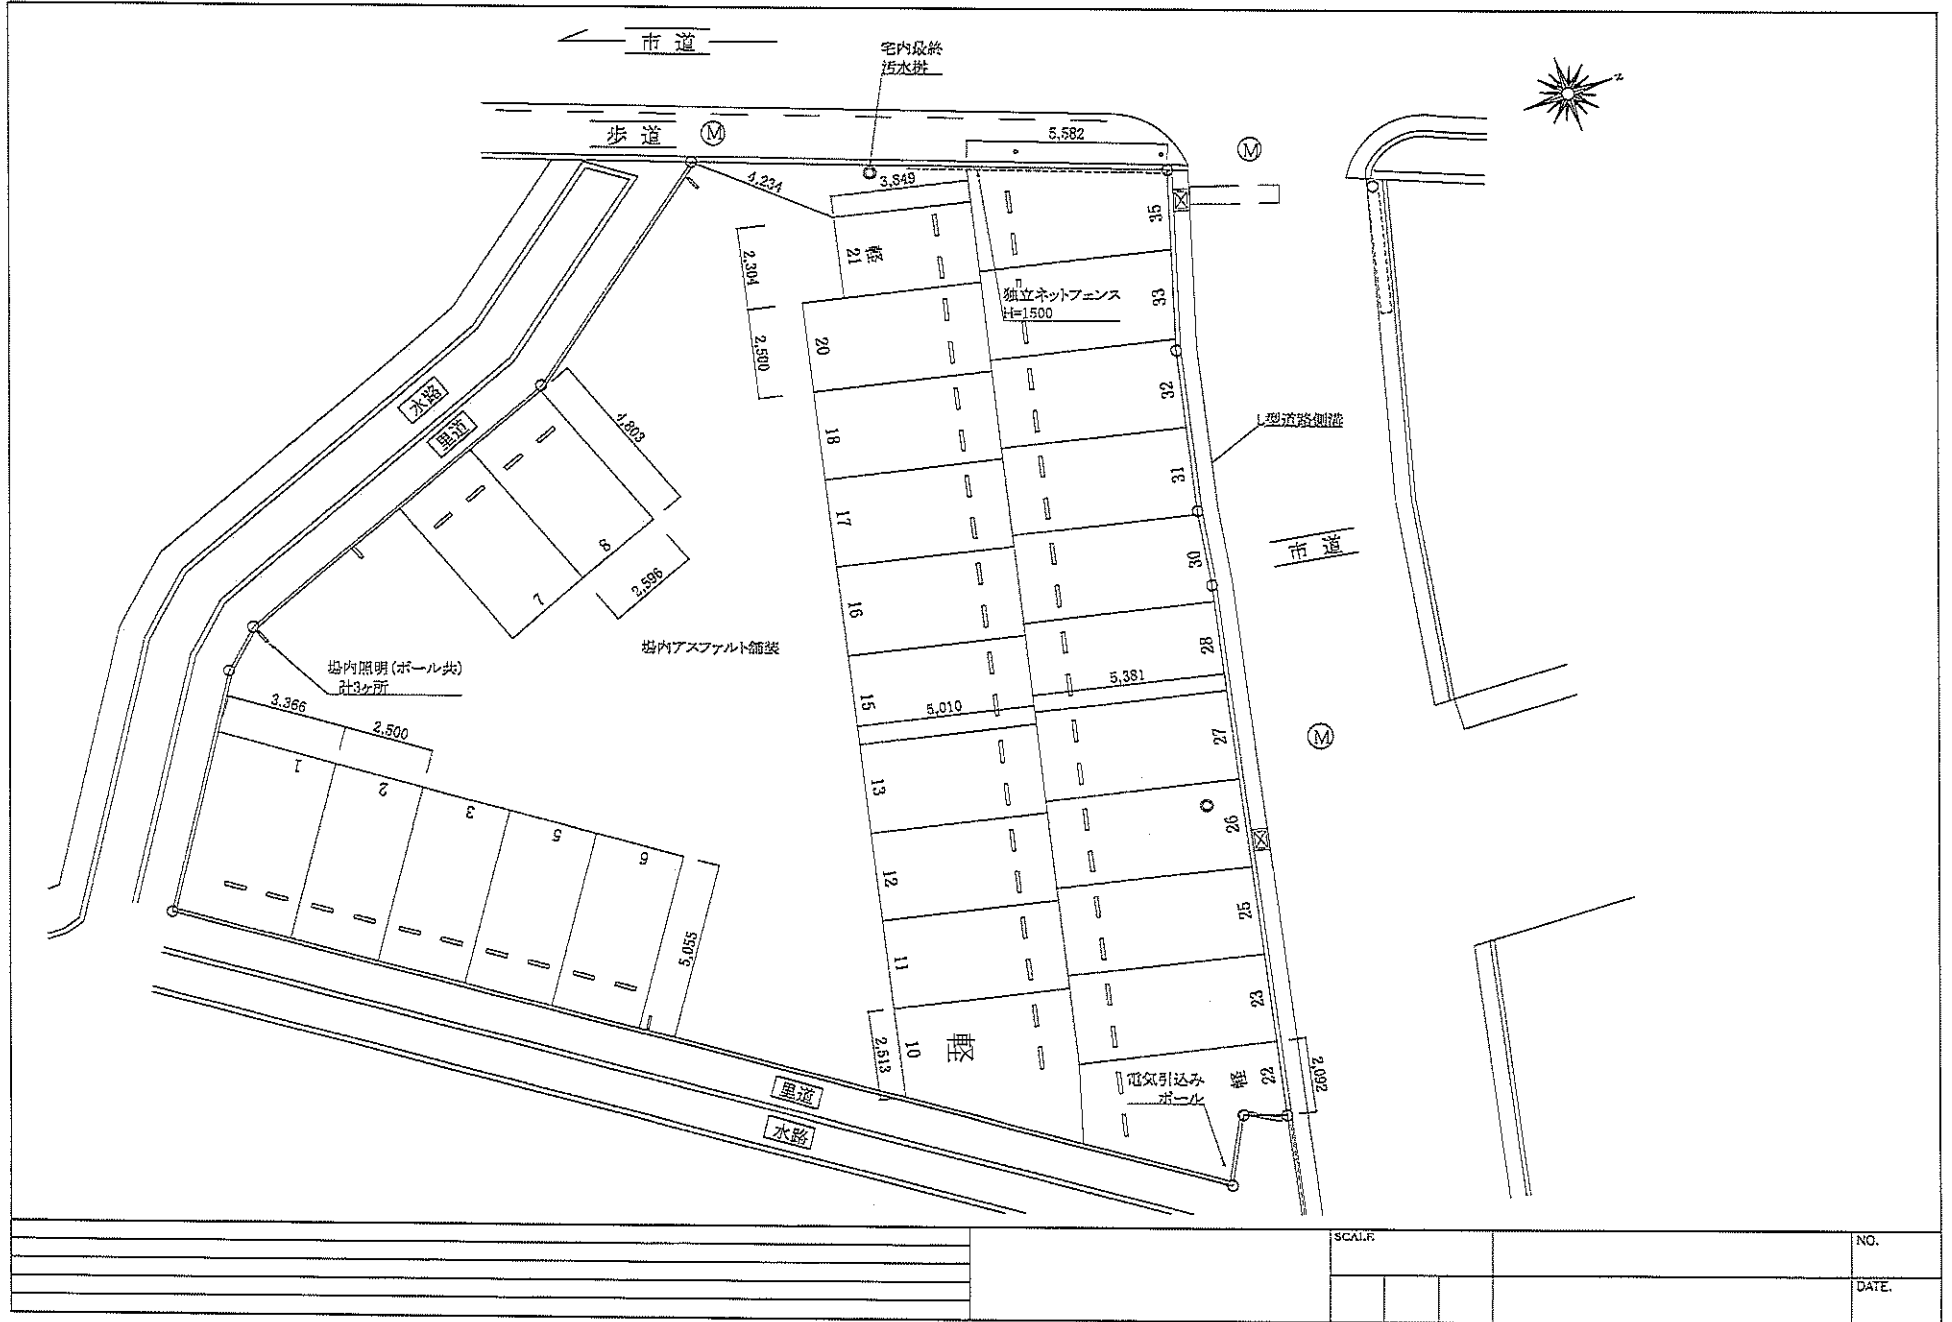 市 道
宅内最終
汚水桝
Z
歩 道
M
5,582
M
4,234
3,849
35
軽
21
2,304
独立ネットフェンス
H=1500
33
20
2,500
32
水路
里道
4,803
L型道路側溝
18
31
17
8
30
市 道
7
2,596
16
28
場内アスファルト舗装
場内照明(ポール共)
計3ヶ所
5,381
15
5,010
3,366
2,500
27
M
1
2
13
3
5
26
6
12
25
5,055
11
23
10
軽
2,513
電気引込み
ポール
軽
22
2,092
里道
水路
SCALE
NO.
DATE.